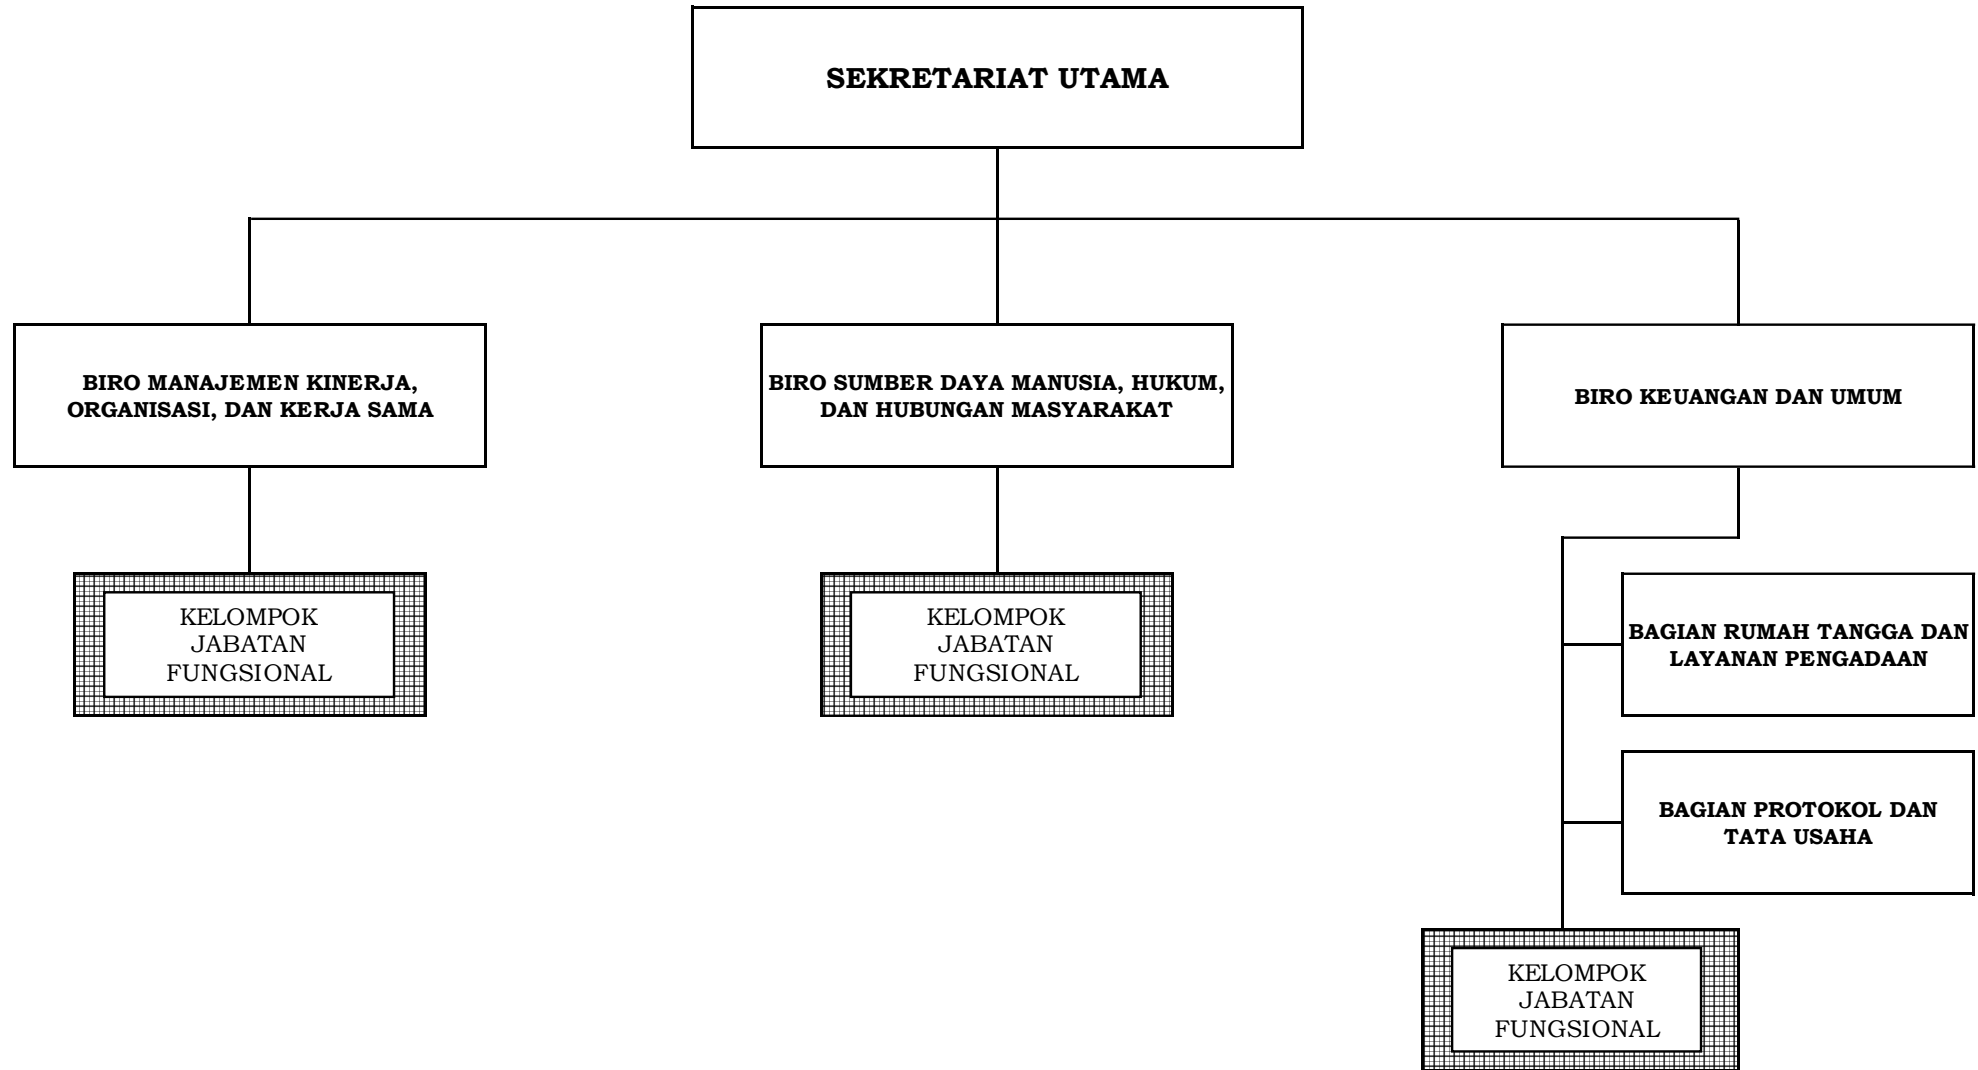 SEKRETARIAT UTAMA
BIRO MANAJEMEN KINERJA,
ORGANISASI, DAN KERJA SAMA
BIRO SUMBER DAYA MANUSIA, HUKUM,
DAN HUBUNGAN MASYARAKAT
BIRO KEUANGAN DAN UMUM
KELOMPOK
JABATAN
FUNGSIONAL
KELOMPOK
JABATAN
FUNGSIONAL
BAGIAN RUMAH TANGGA DAN
LAYANAN PENGADAAN
BAGIAN PROTOKOL DAN
TATA USAHA
KELOMPOK
JABATAN
FUNGSIONAL